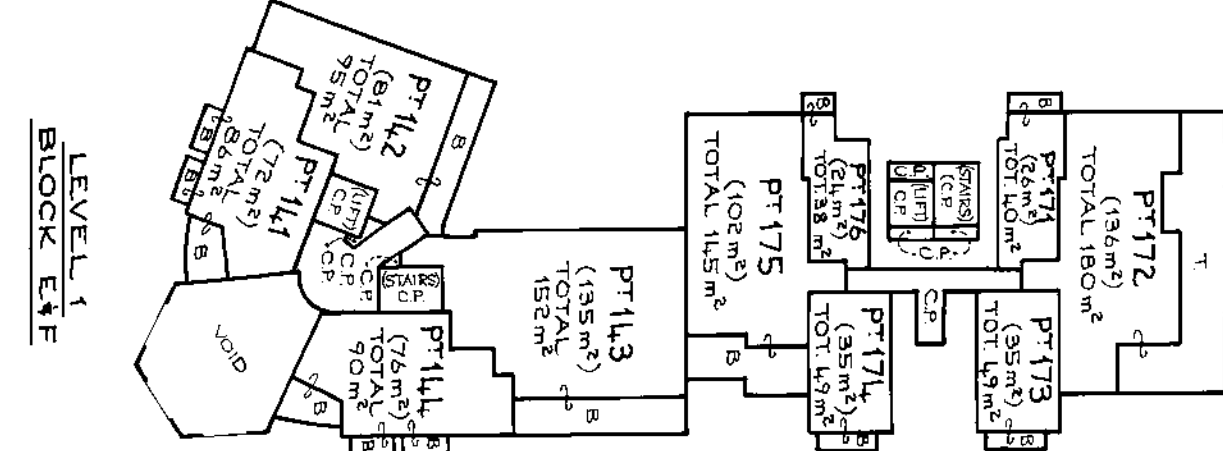 LEVEL 1
BLOCK E&F
PT.142
(81m²)
TOTAL
95m²
B
PT.141
(72m²)
TOTAL
86m²
B
B
B
(LIFT)
C.P.
C.P.
C.P.
C.P.
(STAIRS)
C.P.
VOID
PT.143
(135m²)
TOTAL
152m²
B
PT.144
(76m²)
TOTAL
90m²
B
B
B
PT.175
(102m²)
TOTAL 145m²
B
B
PT.176
(24m²)
TOT.38 m²
C.P.
(LIFT)
C.P.
(STAIRS)
C.P.
C.P.
C.P.
B
PT.171
(26m²)
TOT.40m²
PT.172
(136m²)
TOTAL 180m²
T.
PT.174
(35m²)
TOT.49m²
B
PT.173
(35m²)
TOT.49m²
B